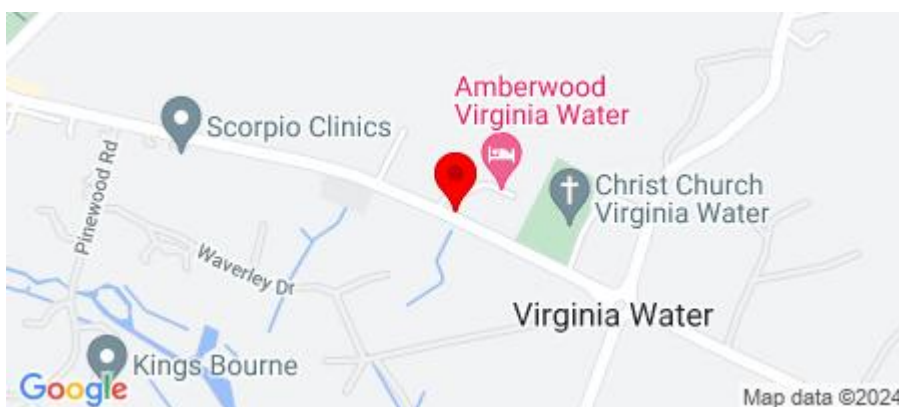 Amberwood
Virginia Water
Scorpio Clinics
Pinewood Rd
Christ Church
Virginia Water
Waverley Dr
Virginia Water
Kings Bourne
Google
Map data ©2024